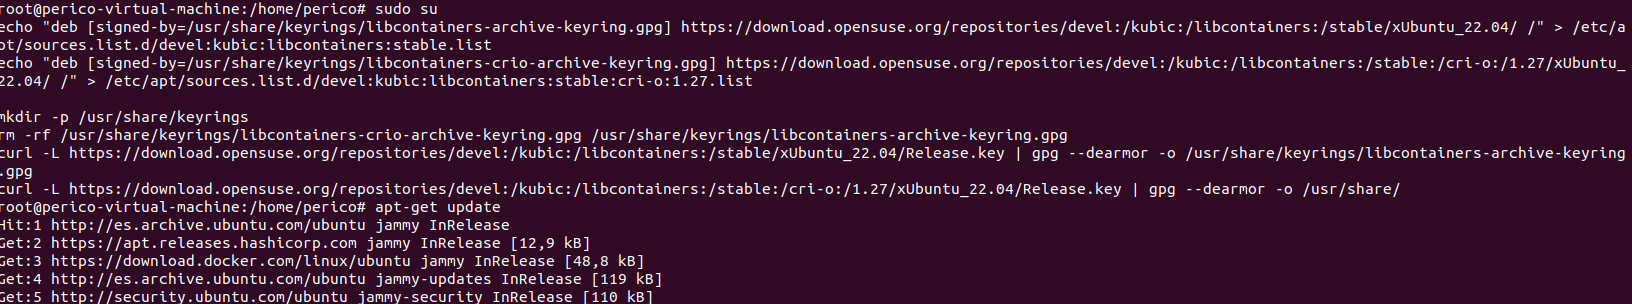 root@perico-virtual-machine:/home/perico# sudo su
echo "deb [signed-by=/usr/share/keyrings/libcontainers-archive-keyring.gpg] https://download.opensuse.org/repositories/devel:/kubic:/libcontainers:/stable/xUbuntu_22.04/ /" > /etc/a
pt/sources.list.d/devel:kubic:libcontainers:stable.list
echo "deb [signed-by=/usr/share/keyrings/libcontainers-crio-archive-keyring.gpg] https://download.opensuse.org/repositories/devel:/kubic:/libcontainers:/stable:/cri-o:/1.27/xUbuntu_
22.04/ /" > /etc/apt/sources.list.d/devel:kubic:libcontainers:stable:cri-o:1.27.list
mkdir -p /usr/share/keyrings
rm -rf /usr/share/keyrings/libcontainers-crio-archive-keyring.gpg /usr/share/keyrings/libcontainers-archive-keyring.gpg
curl -L https://download.opensuse.org/repositories/devel:/kubic:/libcontainers:/stable/xUbuntu_22.04/Release.key | gpg --dearmor -o /usr/share/keyrings/libcontainers-archive-keyring
.gpg
curl -L https://download.opensuse.org/repositories/devel:/kubic:/libcontainers:/stable:/cri-o:/1.27/xUbuntu_22.04/Release.key | gpg --dearmor -o /usr/share/
root@perico-virtual-machine:/home/perico# apt-get update
Hit:1 http://es.archive.ubuntu.com/ubuntu jammy InRelease
Get:2 https://apt.releases.hashicorp.com jammy InRelease [12,9 kB]
Get:3 https://download.docker.com/linux/ubuntu jammy InRelease [48,8 kB]
Get:4 http://es.archive.ubuntu.com/ubuntu jammy-updates InRelease [119 kB]
Get:5 http://security.ubuntu.com/ubuntu jammy-security InRelease [110 kB]